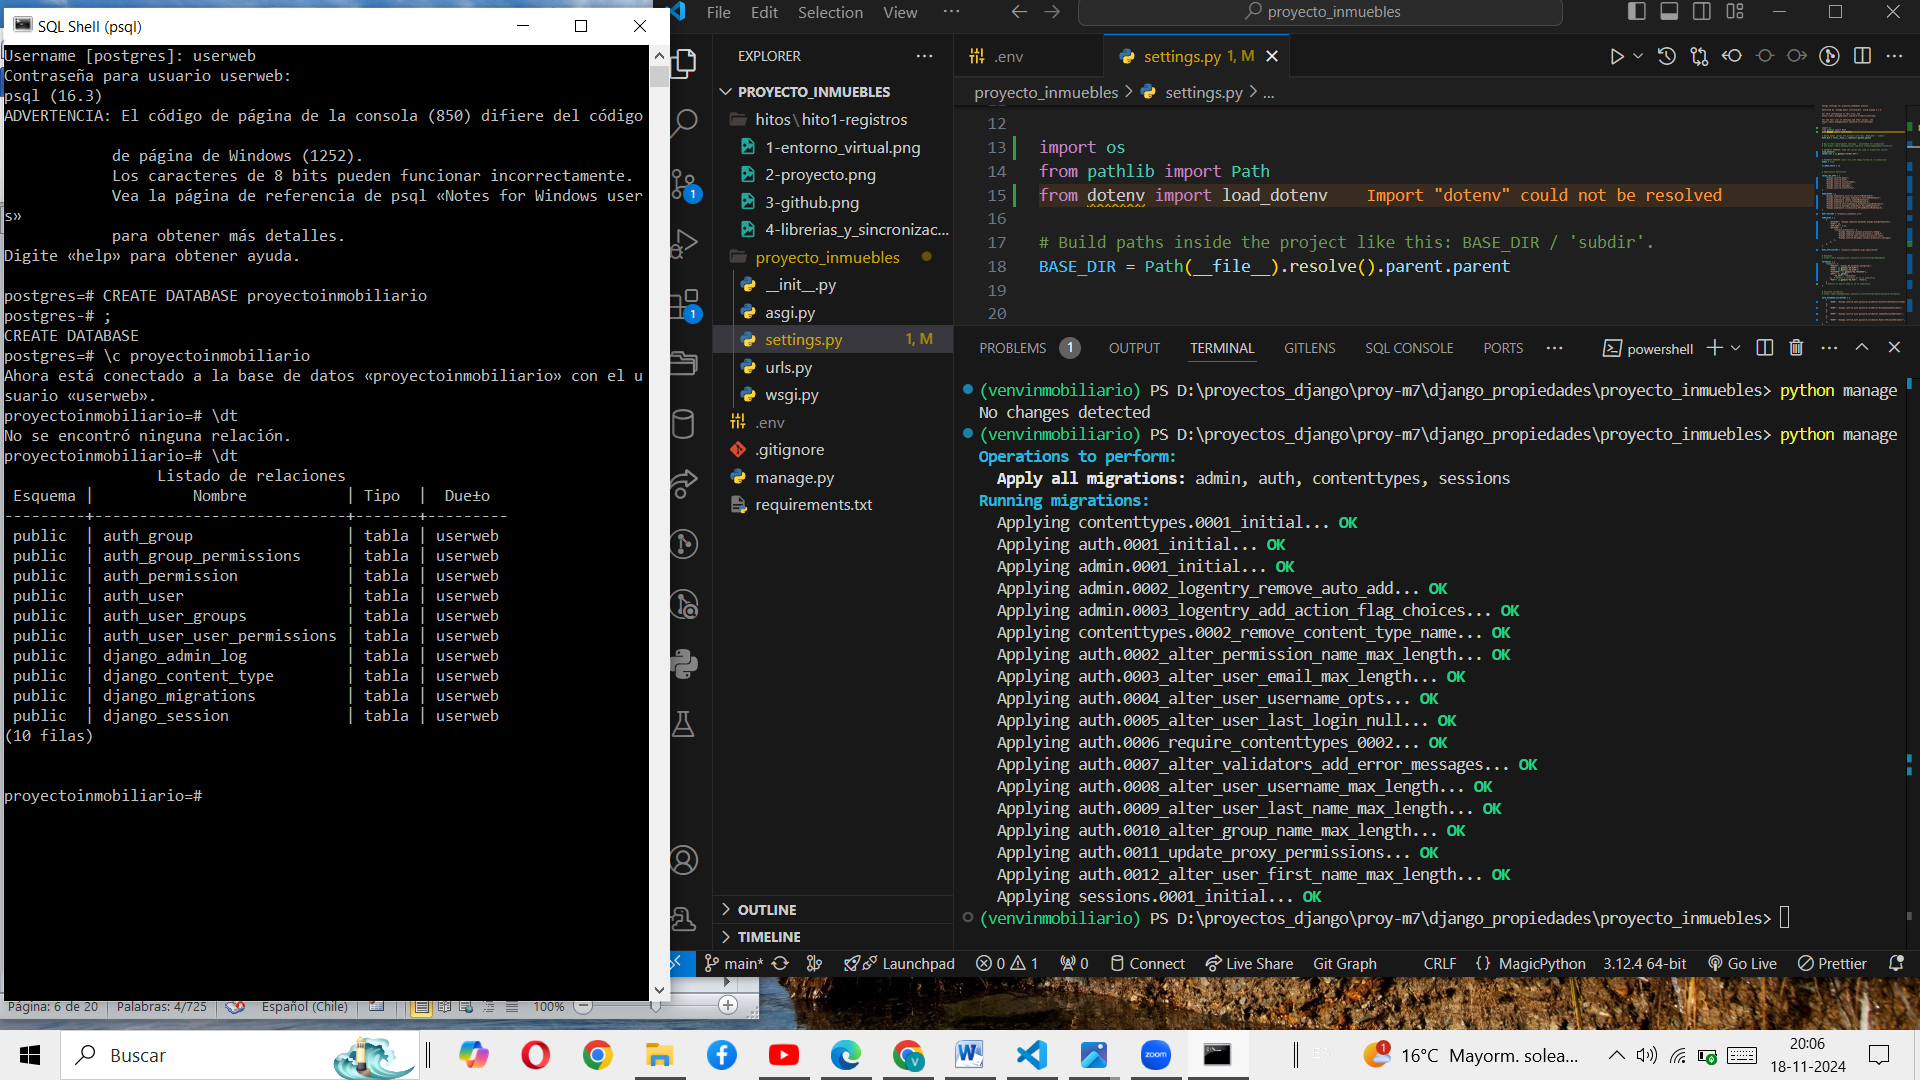 SQL Shell (psql)
Username [postgres]: userweb
Contraseña para usuario userweb:
psql (16.3)
ADVERTENCIA: El código de página de la consola (850) difiere del código
de página de Windows (1252).
Los caracteres de 8 bits pueden funcionar incorrectamente.
Vea la página de referencia de psql «Notes for Windows user
s»
para obtener más detalles.
Digite «help» para obtener ayuda.
postgres=# CREATE DATABASE proyectoinmobiliario
postgres-# ;
CREATE DATABASE
postgres=# \c proyectoinmobiliario
Ahora está conectado a la base de datos «proyectoinmobiliario» con el u
suario «userweb».
proyectoinmobiliario=# \dt
No se encontró ninguna relación.
proyectoinmobiliario=# \dt
Listado de relaciones
Esquema | Nombre | Tipo | Due±o
---------+----------------------------+-------+---------
public | auth_group | tabla | userweb
public | auth_group_permissions | tabla | userweb
public | auth_permission | tabla | userweb
public | auth_user | tabla | userweb
public | auth_user_groups | tabla | userweb
public | auth_user_user_permissions | tabla | userweb
public | django_admin_log | tabla | userweb
public | django_content_type | tabla | userweb
public | django_migrations | tabla | userweb
public | django_session | tabla | userweb
(10 filas)
proyectoinmobiliario=#
File Edit Selection View ··· proyecto_inmuebles
EXPLORER ···
PROYECTO_INMUEBLES
hitos\hito1-registros
1-entorno_virtual.png
2-proyecto.png
3-github.png
4-librerias_y_sincronizac...
proyecto_inmuebles
__init__.py
asgi.py
settings.py 1, M
urls.py
wsgi.py
.env
.gitignore
manage.py
requirements.txt
OUTLINE
TIMELINE
1
1
.env settings.py 1, M
proyecto_inmuebles > settings.py > ...
12
13 import os
14 from pathlib import Path
15 from dotenv import load_dotenv Import "dotenv" could not be resolved
16
17 # Build paths inside the project like this: BASE_DIR / 'subdir'.
18 BASE_DIR = Path(__file__).resolve().parent.parent
19
20
PROBLEMS 1 OUTPUT TERMINAL GITLENS SQL CONSOLE PORTS ··· powershell
(venvinmobiliario) PS D:\proyectos_django\proy-m7\django_propiedades\proyecto_inmuebles> python manage
No changes detected
(venvinmobiliario) PS D:\proyectos_django\proy-m7\django_propiedades\proyecto_inmuebles> python manage
Operations to perform:
Apply all migrations: admin, auth, contenttypes, sessions
Running migrations:
Applying contenttypes.0001_initial... OK
Applying auth.0001_initial... OK
Applying admin.0001_initial... OK
Applying admin.0002_logentry_remove_auto_add... OK
Applying admin.0003_logentry_add_action_flag_choices... OK
Applying contenttypes.0002_remove_content_type_name... OK
Applying auth.0002_alter_permission_name_max_length... OK
Applying auth.0003_alter_user_email_max_length... OK
Applying auth.0004_alter_user_username_opts... OK
Applying auth.0005_alter_user_last_login_null... OK
Applying auth.0006_require_contenttypes_0002... OK
Applying auth.0007_alter_validators_add_error_messages... OK
Applying auth.0008_alter_user_username_max_length... OK
Applying auth.0009_alter_user_last_name_max_length... OK
Applying auth.0010_alter_group_name_max_length... OK
Applying auth.0011_update_proxy_permissions... OK
Applying auth.0012_alter_user_first_name_max_length... OK
Applying sessions.0001_initial... OK
(venvinmobiliario) PS D:\proyectos_django\proy-m7\django_propiedades\proyecto_inmuebles>
main* Launchpad 0 1 0 Connect Live Share Git Graph CRLF {} MagicPython 3.12.4 64-bit Go Live Prettier
Página: 6 de 20 Palabras: 4/725 Español (Chile) 100%
Buscar
zoom
1 16°C Mayorm. solea...
20:06
18-11-2024